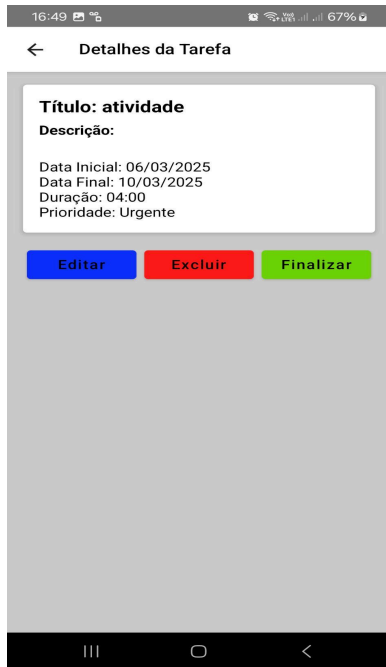 16:49 67%
Detalhes da Tarefa
Título: atividade
Descrição:
Data Inicial: 06/03/2025
Data Final: 10/03/2025
Duração: 04:00
Prioridade: Urgente
Editar Excluir Finalizar